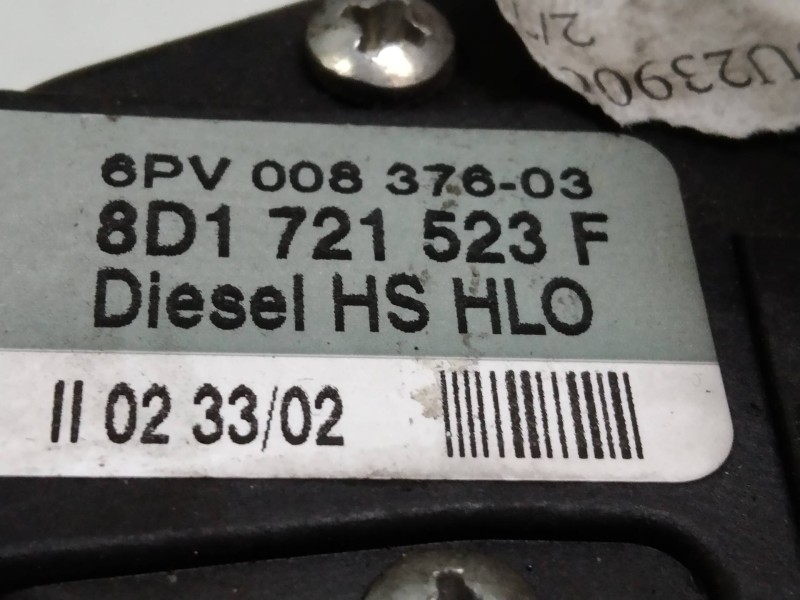 6PV 008 376-03
8D1 721 523 F
Diesel HS HLO
II 02 33/02